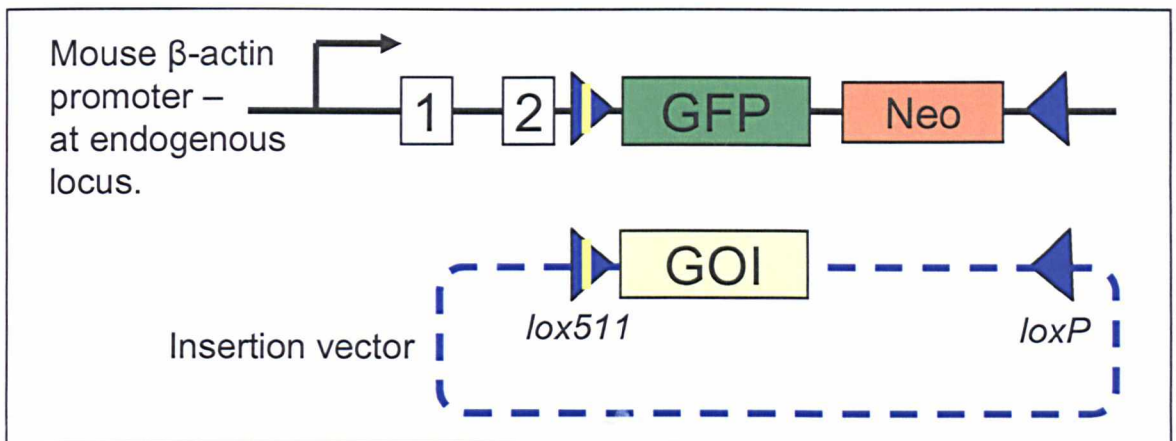 Mouse β-actin
promoter –
at endogenous
locus.
1 2 GFP Neo
GOI
lox511 loxP
Insertion vector